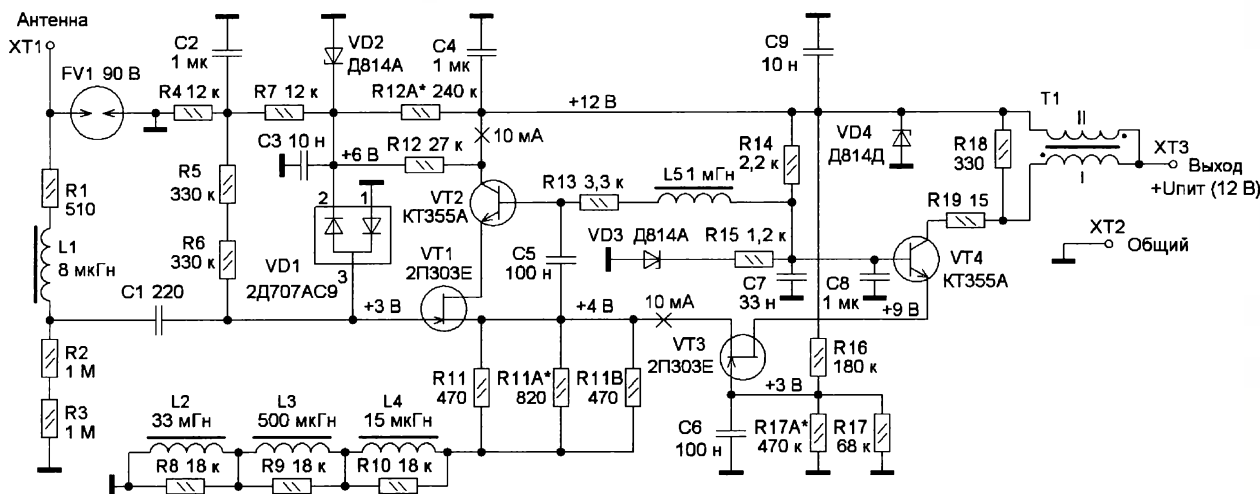 Антенна
XT1
FV1 90 В
R4 12 к
C2
1 мк
R7 12 к
VD2
Д814А
R12A* 240 к
C4
1 мк
+12 В
C9
10 н
T1
II
I
XT3
Выход
+Uпит (12 В)
XT2
Общий
C3 10 н
+6 В
R12 27 к
10 мА
R14
2,2 к
VD4
Д814Д
R18
330
R1
510
R5
330 к
2
1
3
VT2
КТ355А
R13 3,3 к
L51 мГн
R19 15
L1
8 мкГн
R6
330 к
VD1
2Д707АС9
VT1
2П303Е
C5
100 н
VD3
Д814А
R15 1,2 к
C7
33 н
C8
1 мк
VT4
КТ355А
C1 220
+3 В
+4 В
10 мА
+9 В
VT3
2П303Е
R16
180 к
R2
1 М
R3
1 М
R11
470
R11A*
820
R11B
470
+3 В
L2
33 мГн
L3
500 мкГн
L4
15 мкГн
C6
100 н
R17A*
470 к
R17
68 к
R8 18 к
R9 18 к
R10 18 к